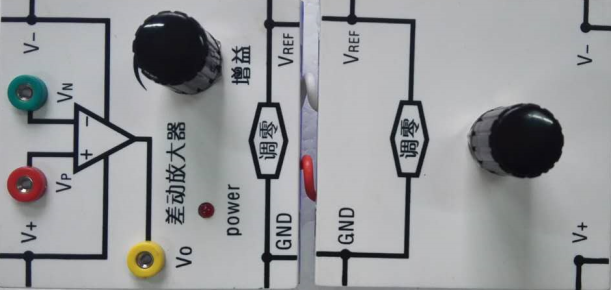 V-
VN
+
-
VP
V+
增益
差动放大器
power
Vo
VREF
调零
GND
VREF
调零
GND
V-
V+